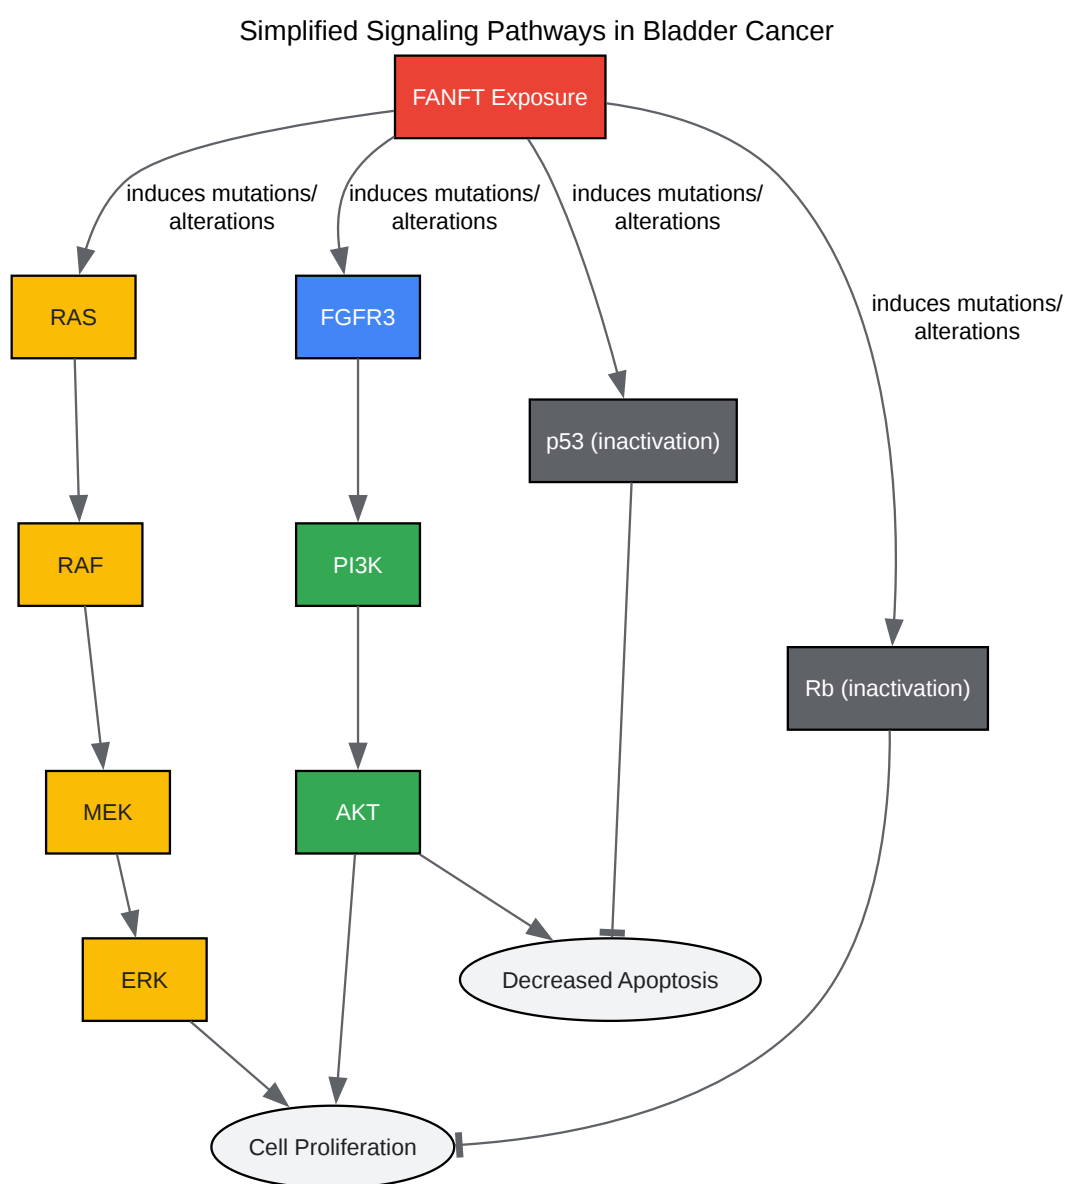 Simplified Signaling Pathways in Bladder Cancer
FANFT Exposure
induces mutations/
alterations
induces mutations/
alterations
induces mutations/
alterations
induces mutations/
alterations
RAS
FGFR3
p53 (inactivation)
RAF
PI3K
Rb (inactivation)
MEK
AKT
ERK
Decreased Apoptosis
Cell Proliferation